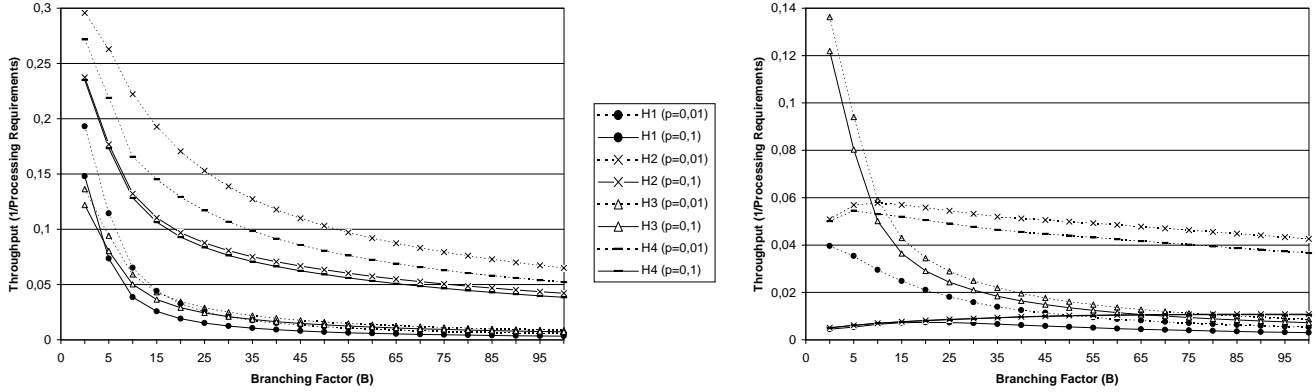 0,3
0,25
0,2
0,15
0,1
0,05
0
0 5 15 25 35 45 55 65 75 85 95
Throughput (1/Processing Requirements)
Branching Factor (B)
H1 (p=0,01)
H1 (p=0,1)
H2 (p=0,01)
H2 (p=0,1)
H3 (p=0,01)
H3 (p=0,1)
H4 (p=0,01)
H4 (p=0,1)
0,14
0,12
0,1
0,08
0,06
0,04
0,02
0
0 5 15 25 35 45 55 65 75 85 95
Throughput (1/Processing Requirements)
Branching Factor (B)